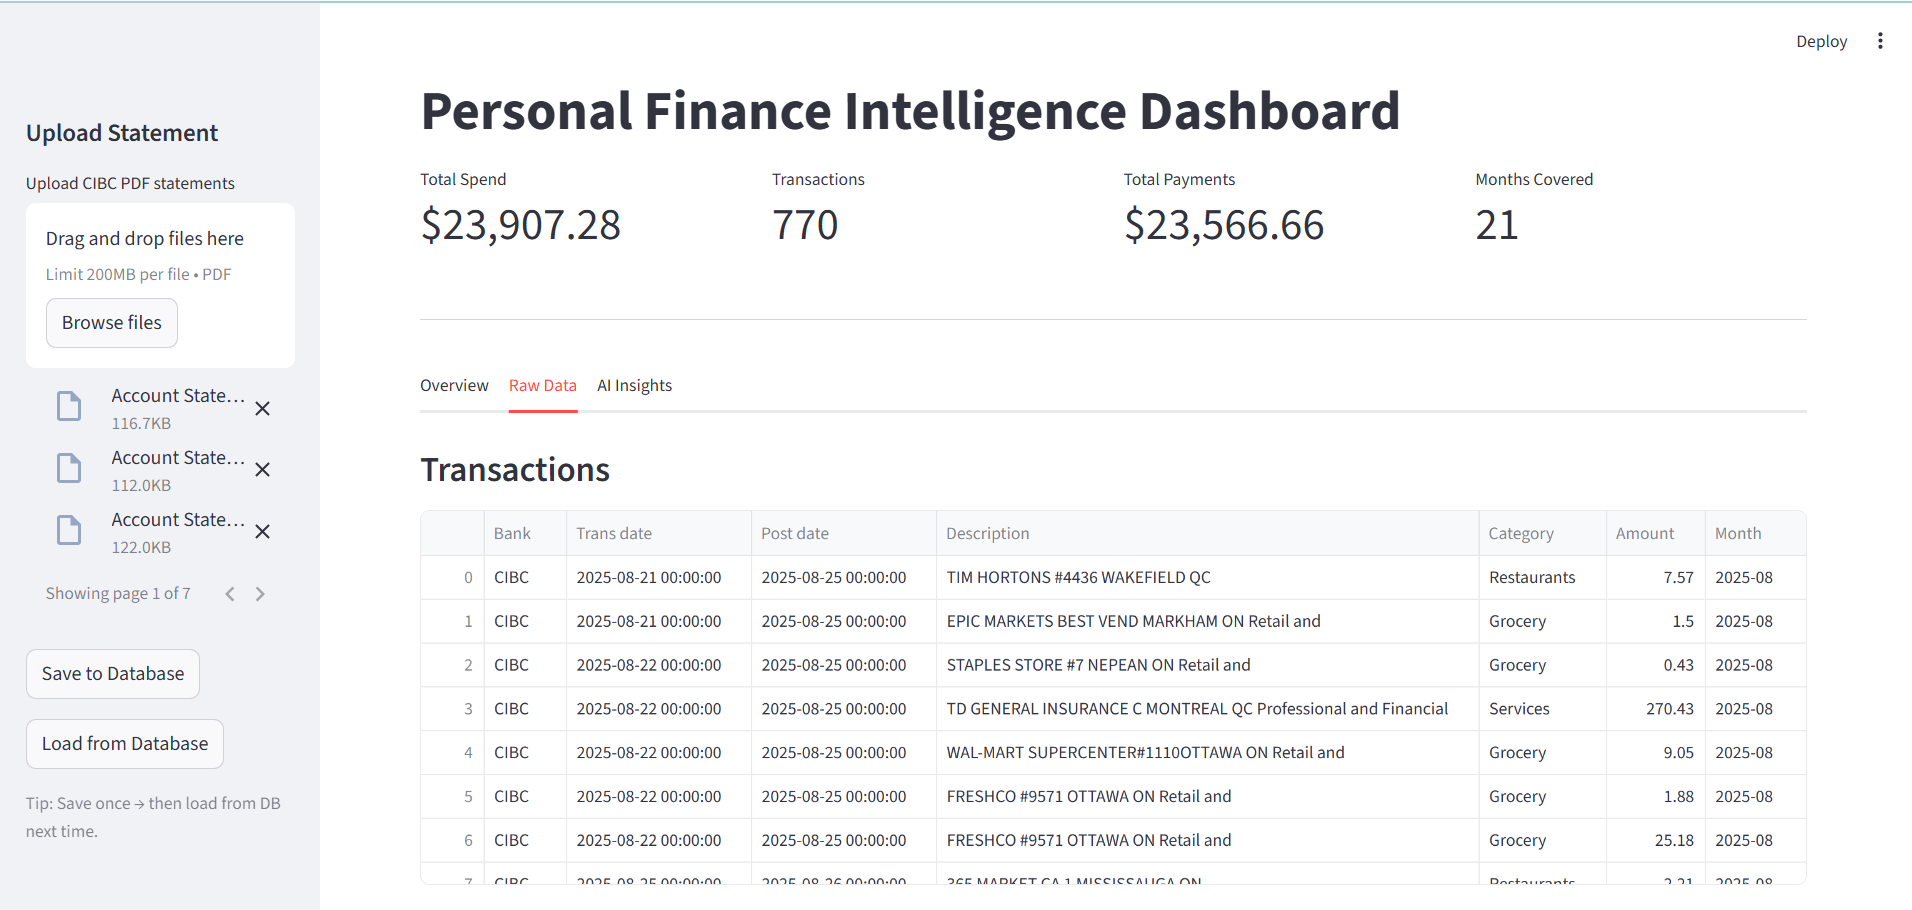 Deploy
Upload Statement
Upload CIBC PDF statements
Drag and drop files here
Limit 200MB per file • PDF
Browse files
Account State...
116.7KB
Account State...
112.0KB
Account State...
122.0KB
Showing page 1 of 7
Save to Database
Load from Database
Tip: Save once → then load from DB
next time.
Personal Finance Intelligence Dashboard
Total Spend Transactions Total Payments Months Covered
$23,907.28 770 $23,566.66 21
Overview Raw Data AI Insights
Transactions
Bank Trans date Post date Description Category Amount Month
0 CIBC 2025-08-21 00:00:00 2025-08-25 00:00:00 TIM HORTONS #4436 WAKEFIELD QC Restaurants 7.57 2025-08
1 CIBC 2025-08-21 00:00:00 2025-08-25 00:00:00 EPIC MARKETS BEST VEND MARKHAM ON Retail and Grocery 1.5 2025-08
2 CIBC 2025-08-22 00:00:00 2025-08-25 00:00:00 STAPLES STORE #7 NEPEAN ON Retail and Grocery 0.43 2025-08
3 CIBC 2025-08-22 00:00:00 2025-08-25 00:00:00 TD GENERAL INSURANCE C MONTREAL QC Professional and Financial Services 270.43 2025-08
4 CIBC 2025-08-22 00:00:00 2025-08-25 00:00:00 WAL-MART SUPERCENTER#1110OTTAWA ON Retail and Grocery 9.05 2025-08
5 CIBC 2025-08-22 00:00:00 2025-08-25 00:00:00 FRESHCO #9571 OTTAWA ON Retail and Grocery 1.88 2025-08
6 CIBC 2025-08-22 00:00:00 2025-08-25 00:00:00 FRESHCO #9571 OTTAWA ON Retail and Grocery 25.18 2025-08
7 CIBC 2025-08-25 00:00:00 2025-08-26 00:00:00 365 MARKET CA 1 MISSISSAUGA ON Restaurants 2.21 2025-08